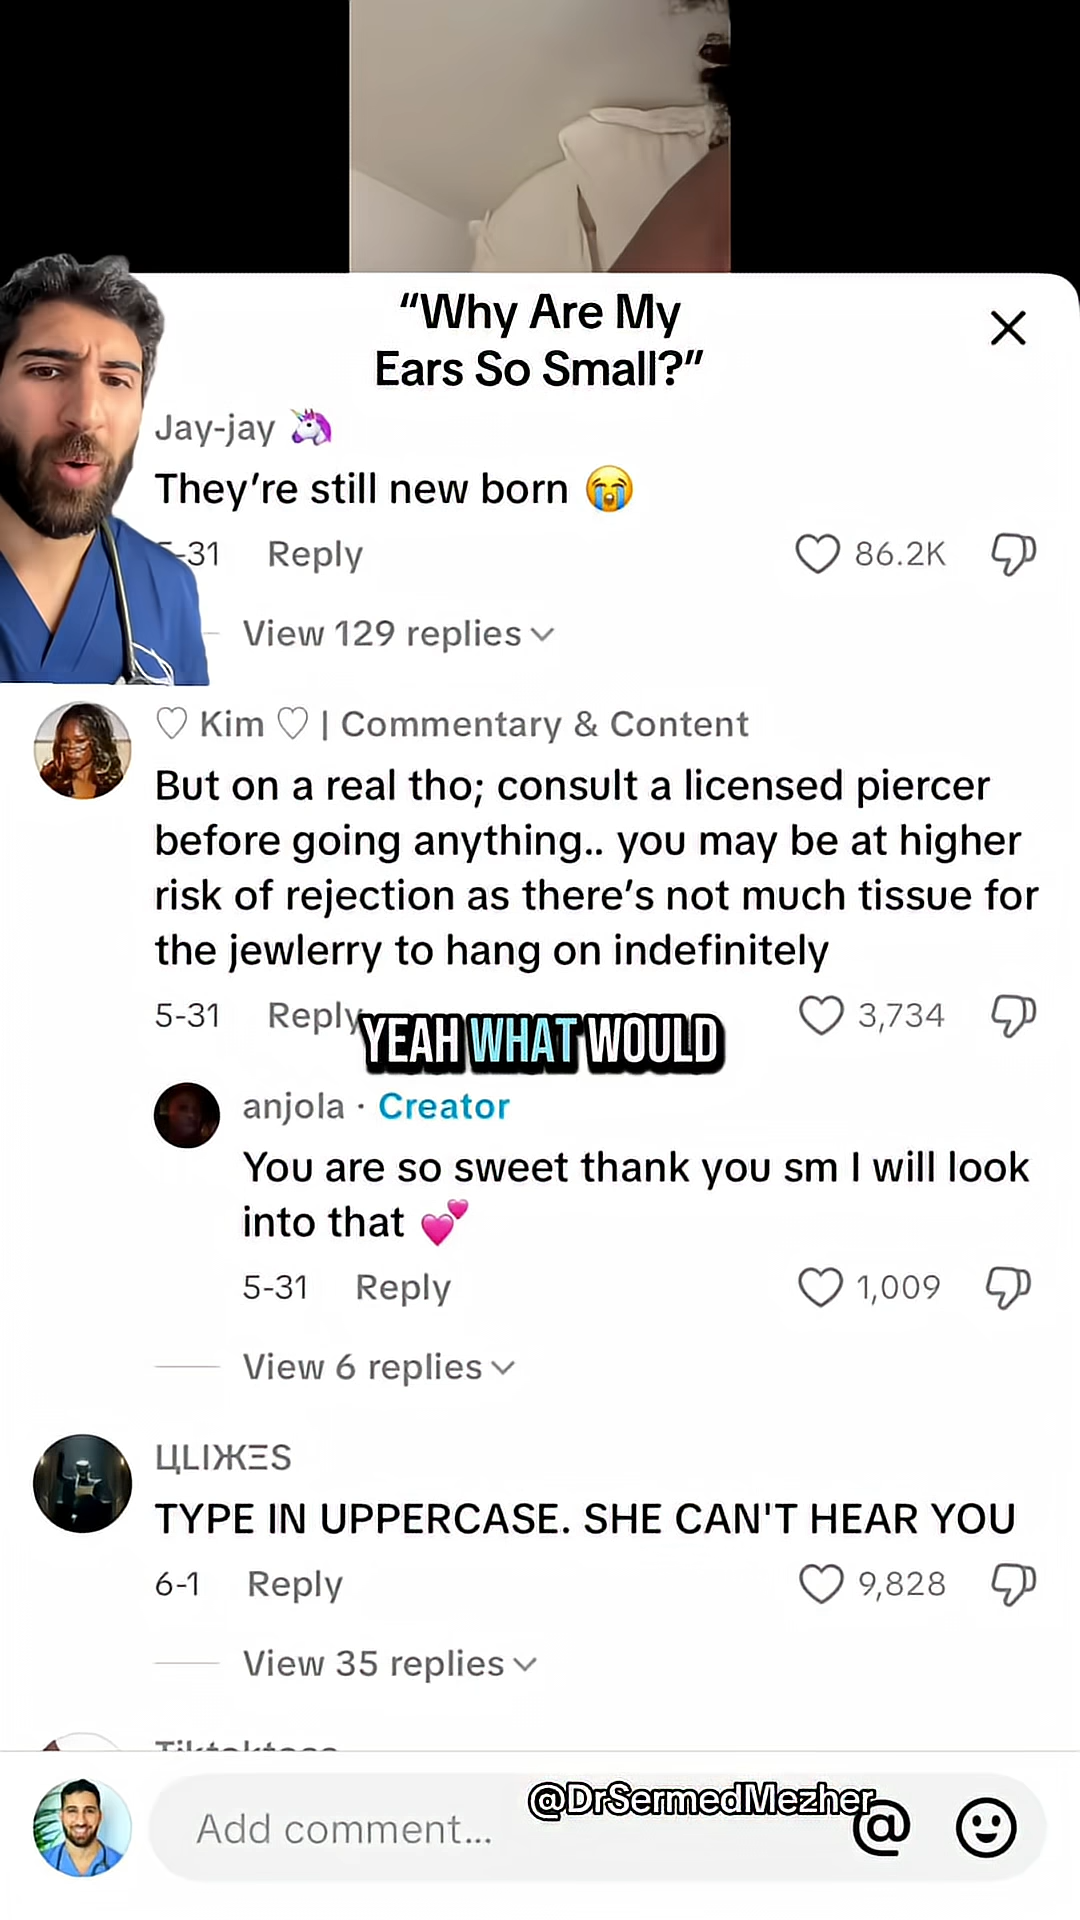 “Why Are My
Ears So Small?”
Jay-jay 🦄
They’re still new born 😭
-31 Reply 86.2K
View 129 replies
♡ Kim ♡ | Commentary & Content
But on a real tho; consult a licensed piercer
before going anything.. you may be at higher
risk of rejection as there’s not much tissue for
the jewlerry to hang on indefinitely
5-31 Reply 3,734
YEAH WHAT WOULD
anjola · Creator
You are so sweet thank you sm I will look
into that 💕
5-31 Reply 1,009
View 6 replies
ЦLIЖΞS
TYPE IN UPPERCASE. SHE CAN'T HEAR YOU
6-1 Reply 9,828
View 35 replies
@DrSermedMezher
Add comment... @